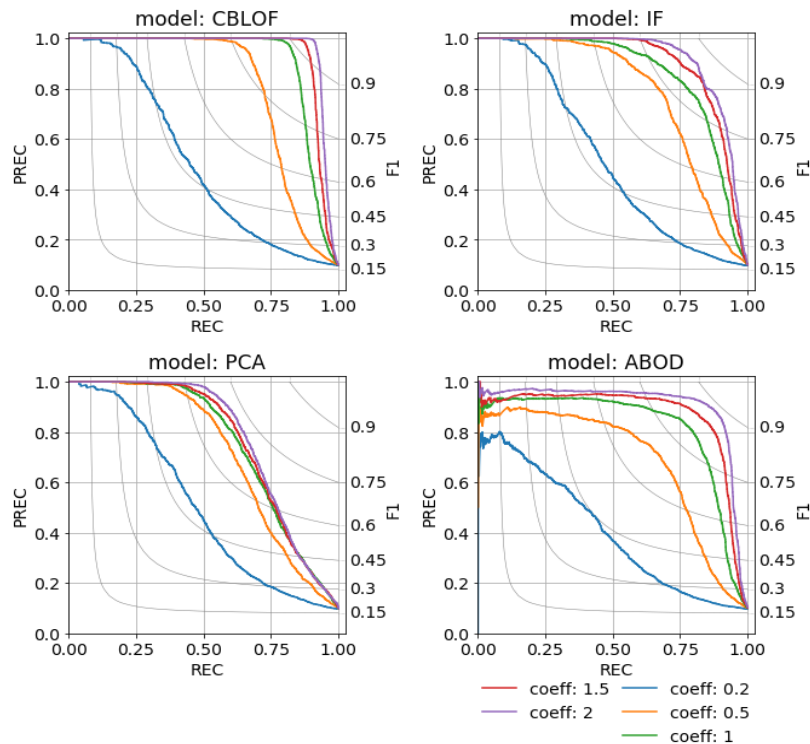 model: CBLOF
1.0
0.8
0.6
0.4
0.2
0.0
PREC
0.00 0.25 0.50 0.75 1.00
REC
0.9
0.75
0.6
0.45
0.3
0.15
F1
model: IF
1.0
0.8
0.6
0.4
0.2
0.0
PREC
0.00 0.25 0.50 0.75 1.00
REC
0.9
0.75
0.6
0.45
0.3
0.15
F1
model: PCA
1.0
0.8
0.6
0.4
0.2
0.0
PREC
0.00 0.25 0.50 0.75 1.00
REC
0.9
0.75
0.6
0.45
0.3
0.15
F1
model: ABOD
1.0
0.8
0.6
0.4
0.2
0.0
PREC
0.00 0.25 0.50 0.75 1.00
REC
0.9
0.75
0.6
0.45
0.3
0.15
F1
coeff: 1.5
coeff: 2
coeff: 0.2
coeff: 0.5
coeff: 1